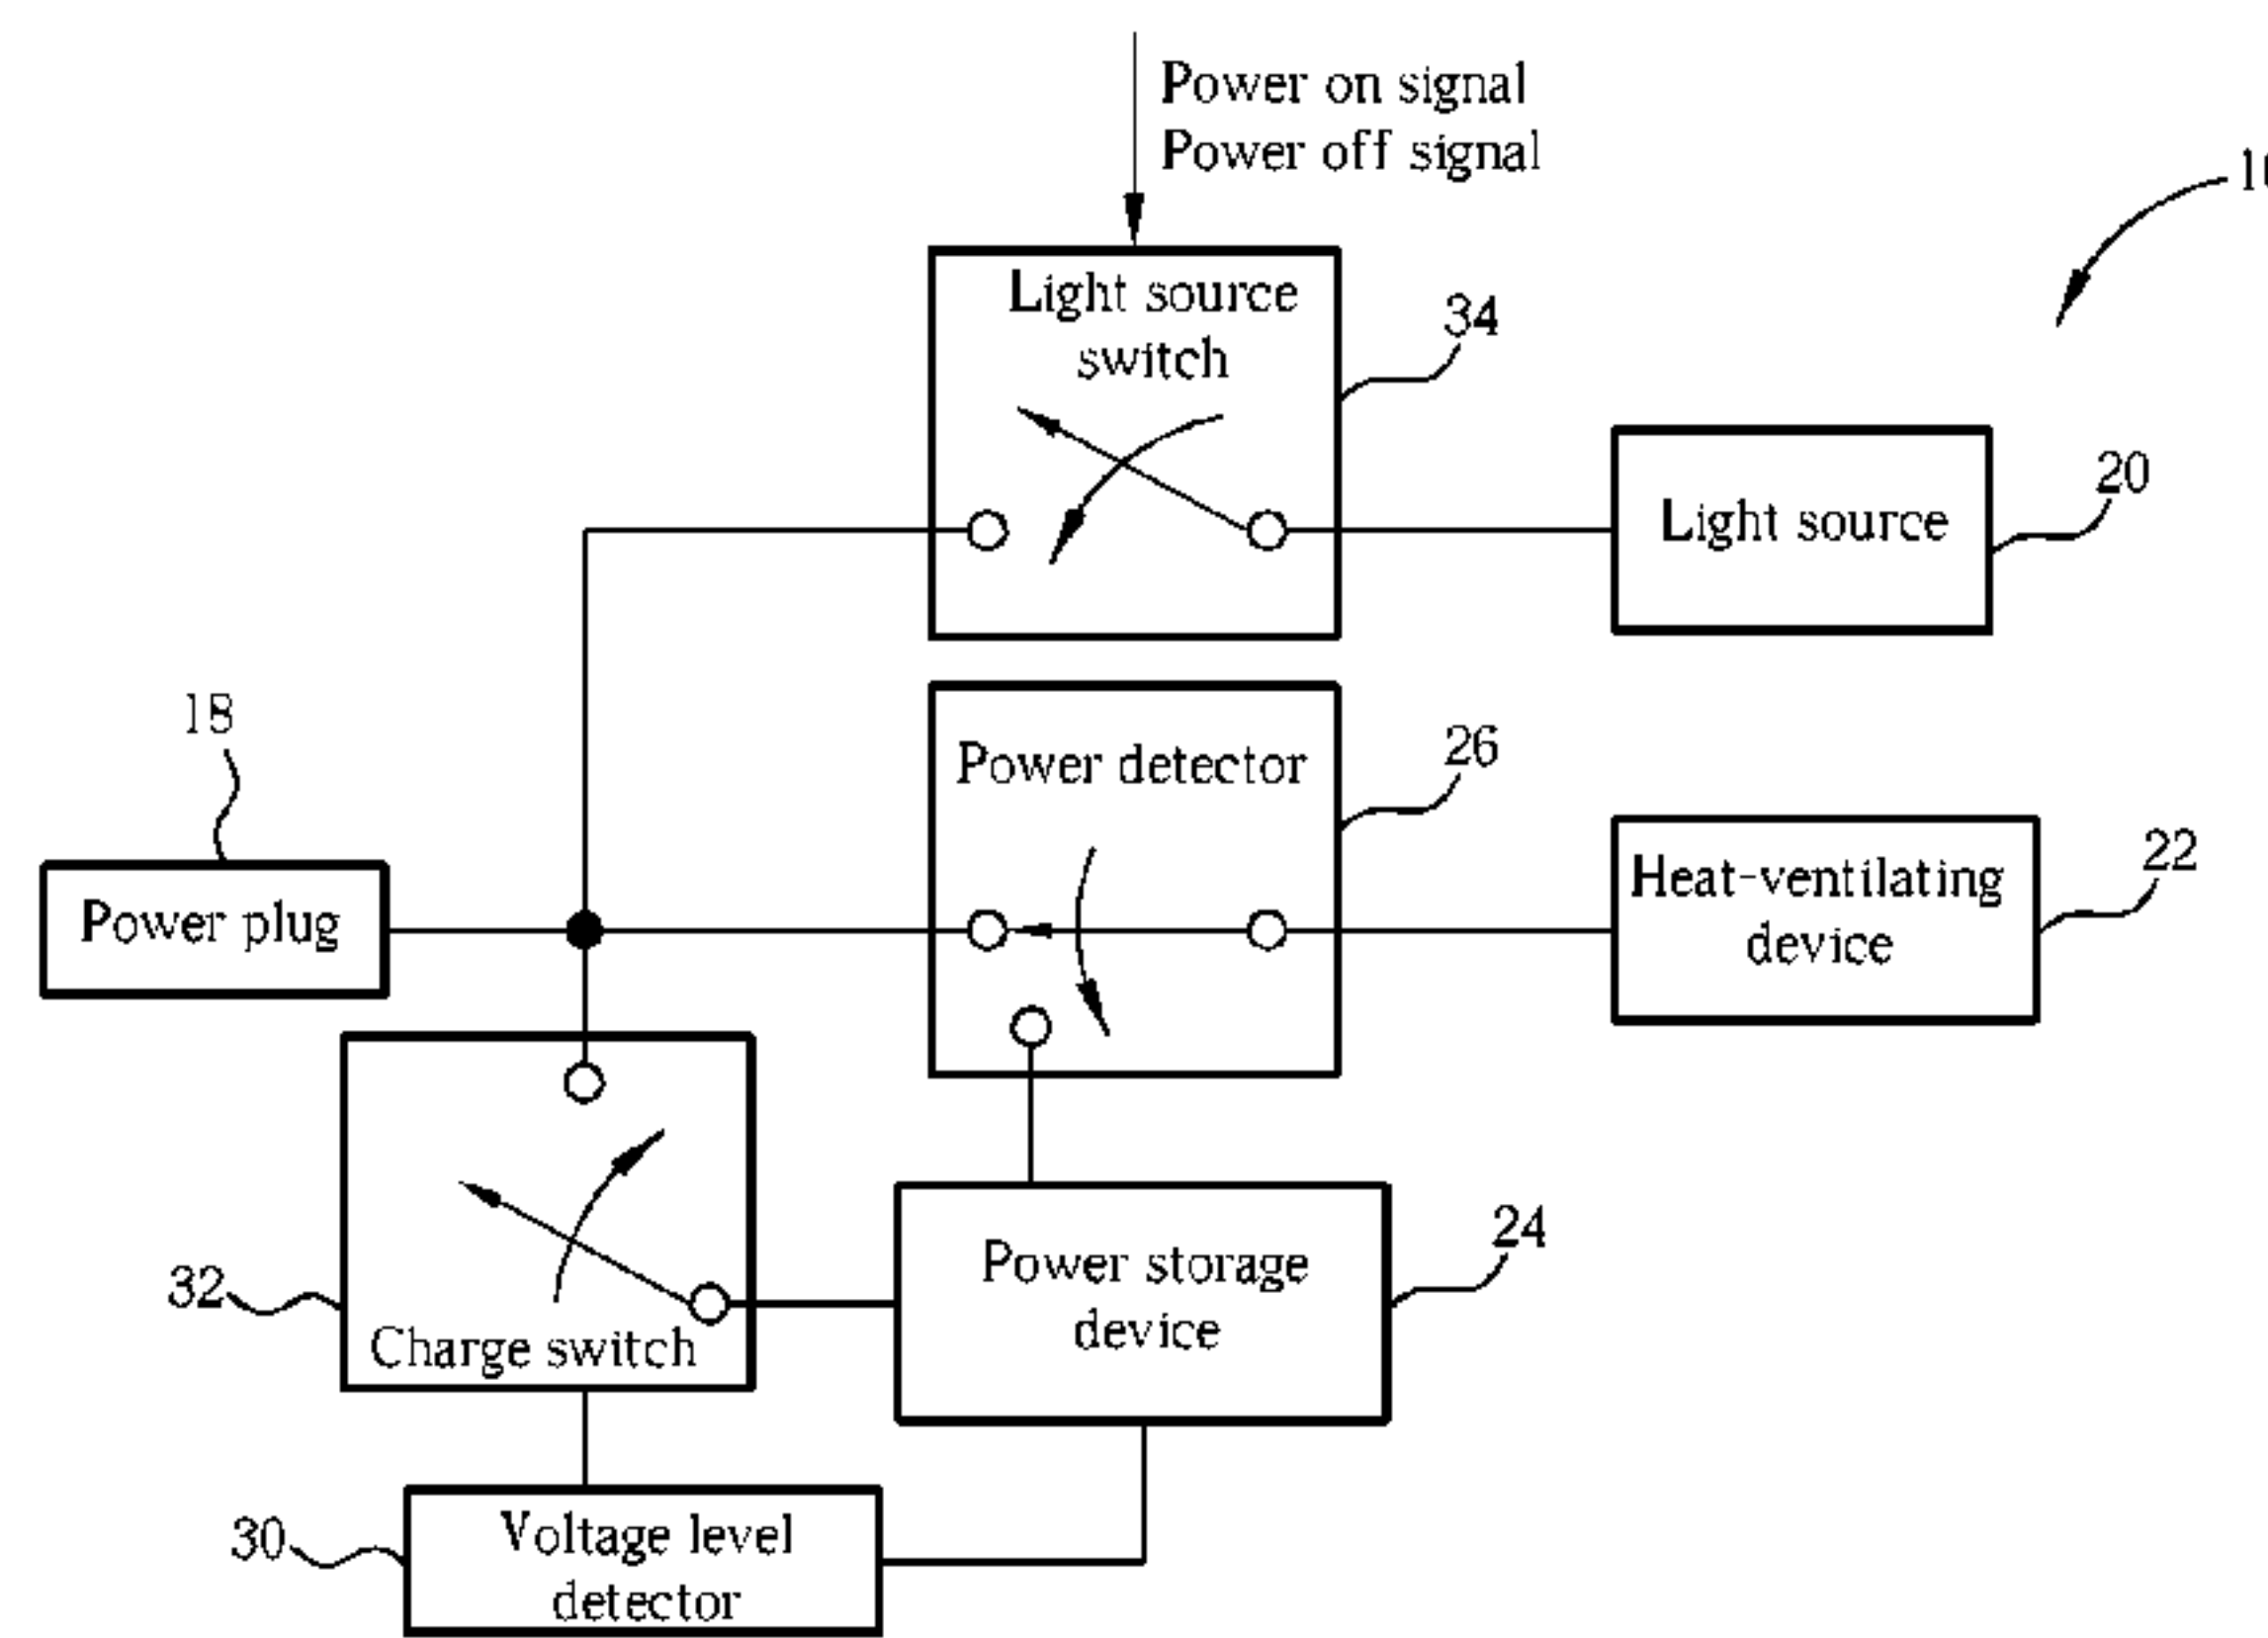 Power on signal
Power off signal
Light source
switch
34
Light source
20
18
Power plug
Power detector
26
Heat-ventilating
device
22
32
Charge switch
Power storage
device
24
30
Voltage level
detector